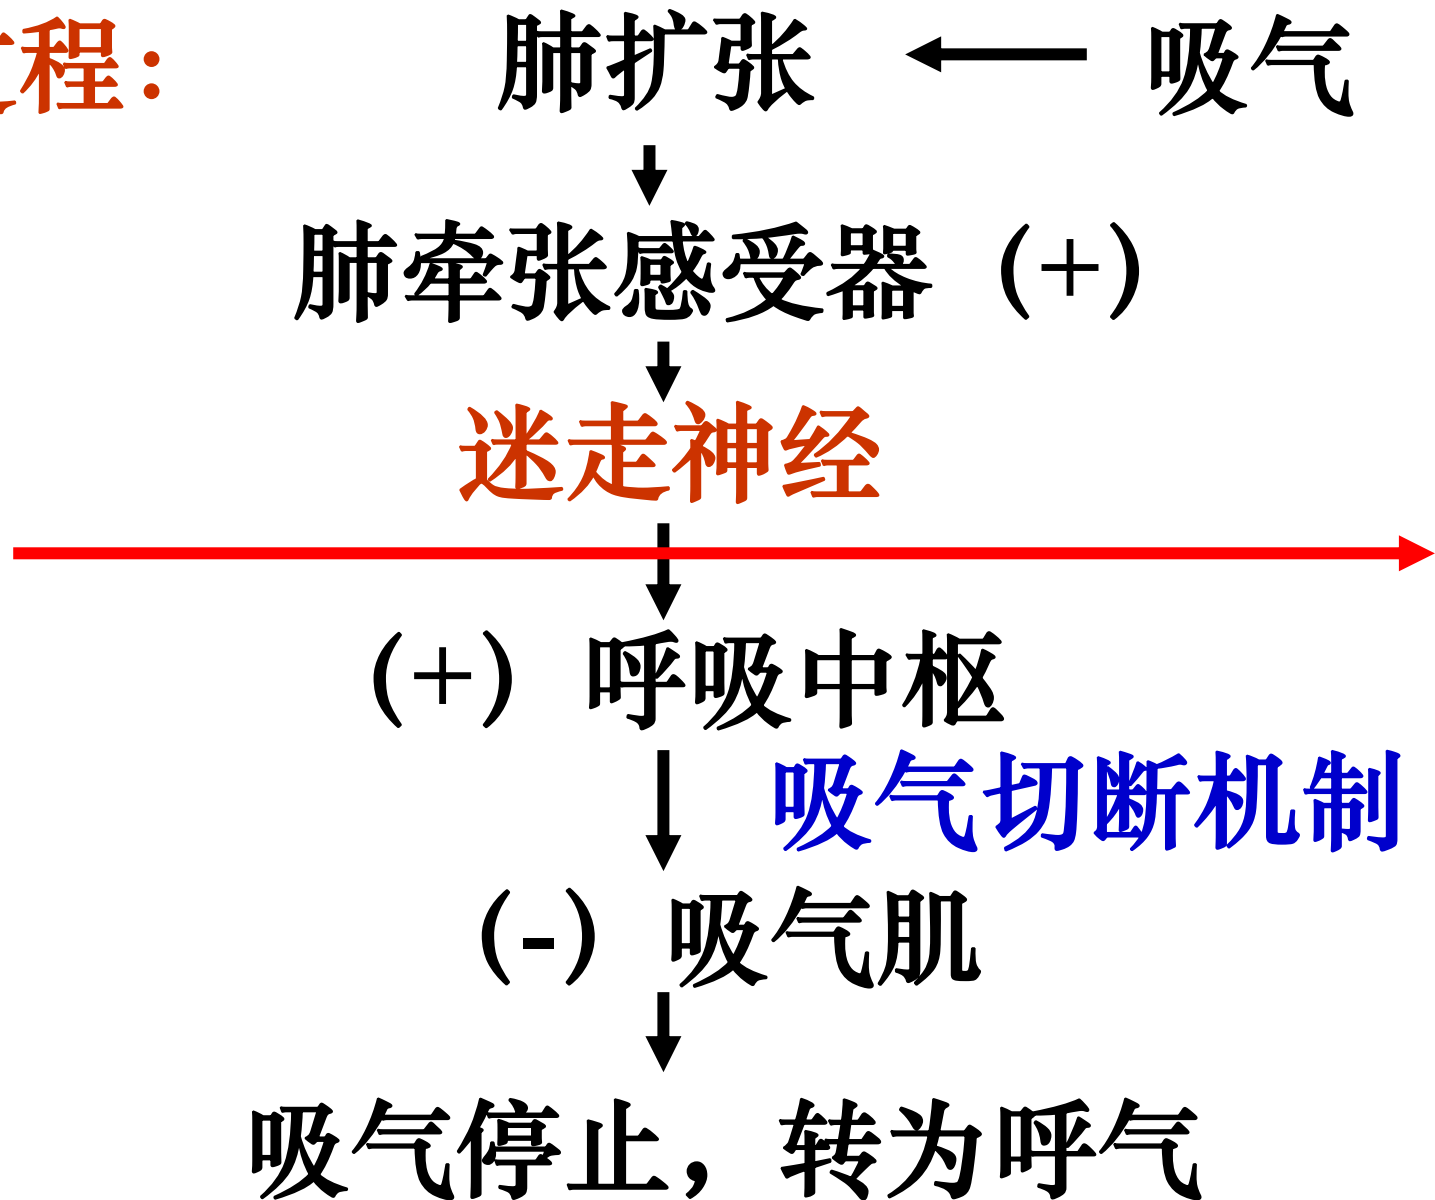 程：
肺扩张 吸气
肺牵张感受器（+）
迷走神经
（+）呼吸中枢
吸气切断机制
（-）吸气肌
吸气停止，转为呼气